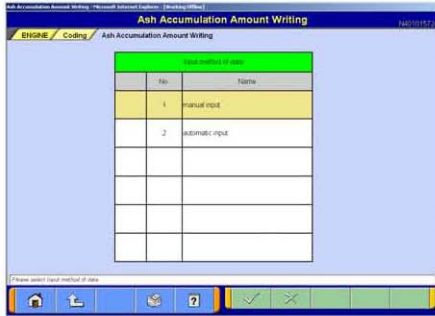 Ash Accumulation Amount Writing - Microsoft Internet Explorer - [Working Offline]
Ash Accumulation Amount Writing
ENGINE Coding Ash Accumulation Amount Writing
Input method of data
No. Name
1 manual input
2 automatic input
Please select input method of data.
?